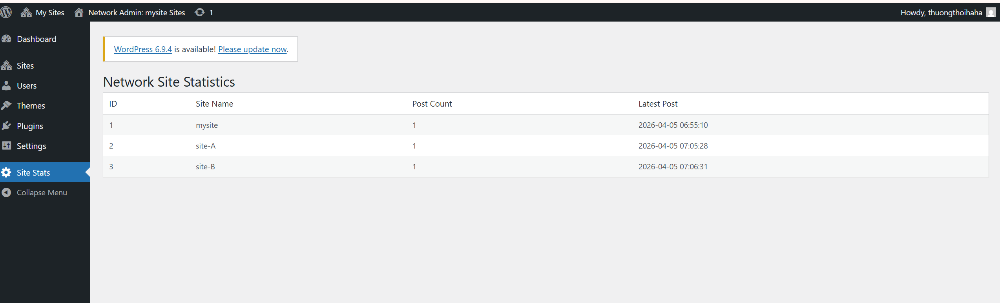 My Sites Network Admin: mysite Sites 1 Howdy, thuongthoihaha
Dashboard
Sites
Users
Themes
Plugins
Settings
Site Stats
Collapse Menu
WordPress 6.9.4 is available! Please update now.
Network Site Statistics
ID Site Name Post Count Latest Post
1 mysite 1 2026-04-05 06:55:10
2 site-A 1 2026-04-05 07:05:28
3 site-B 1 2026-04-05 07:06:31